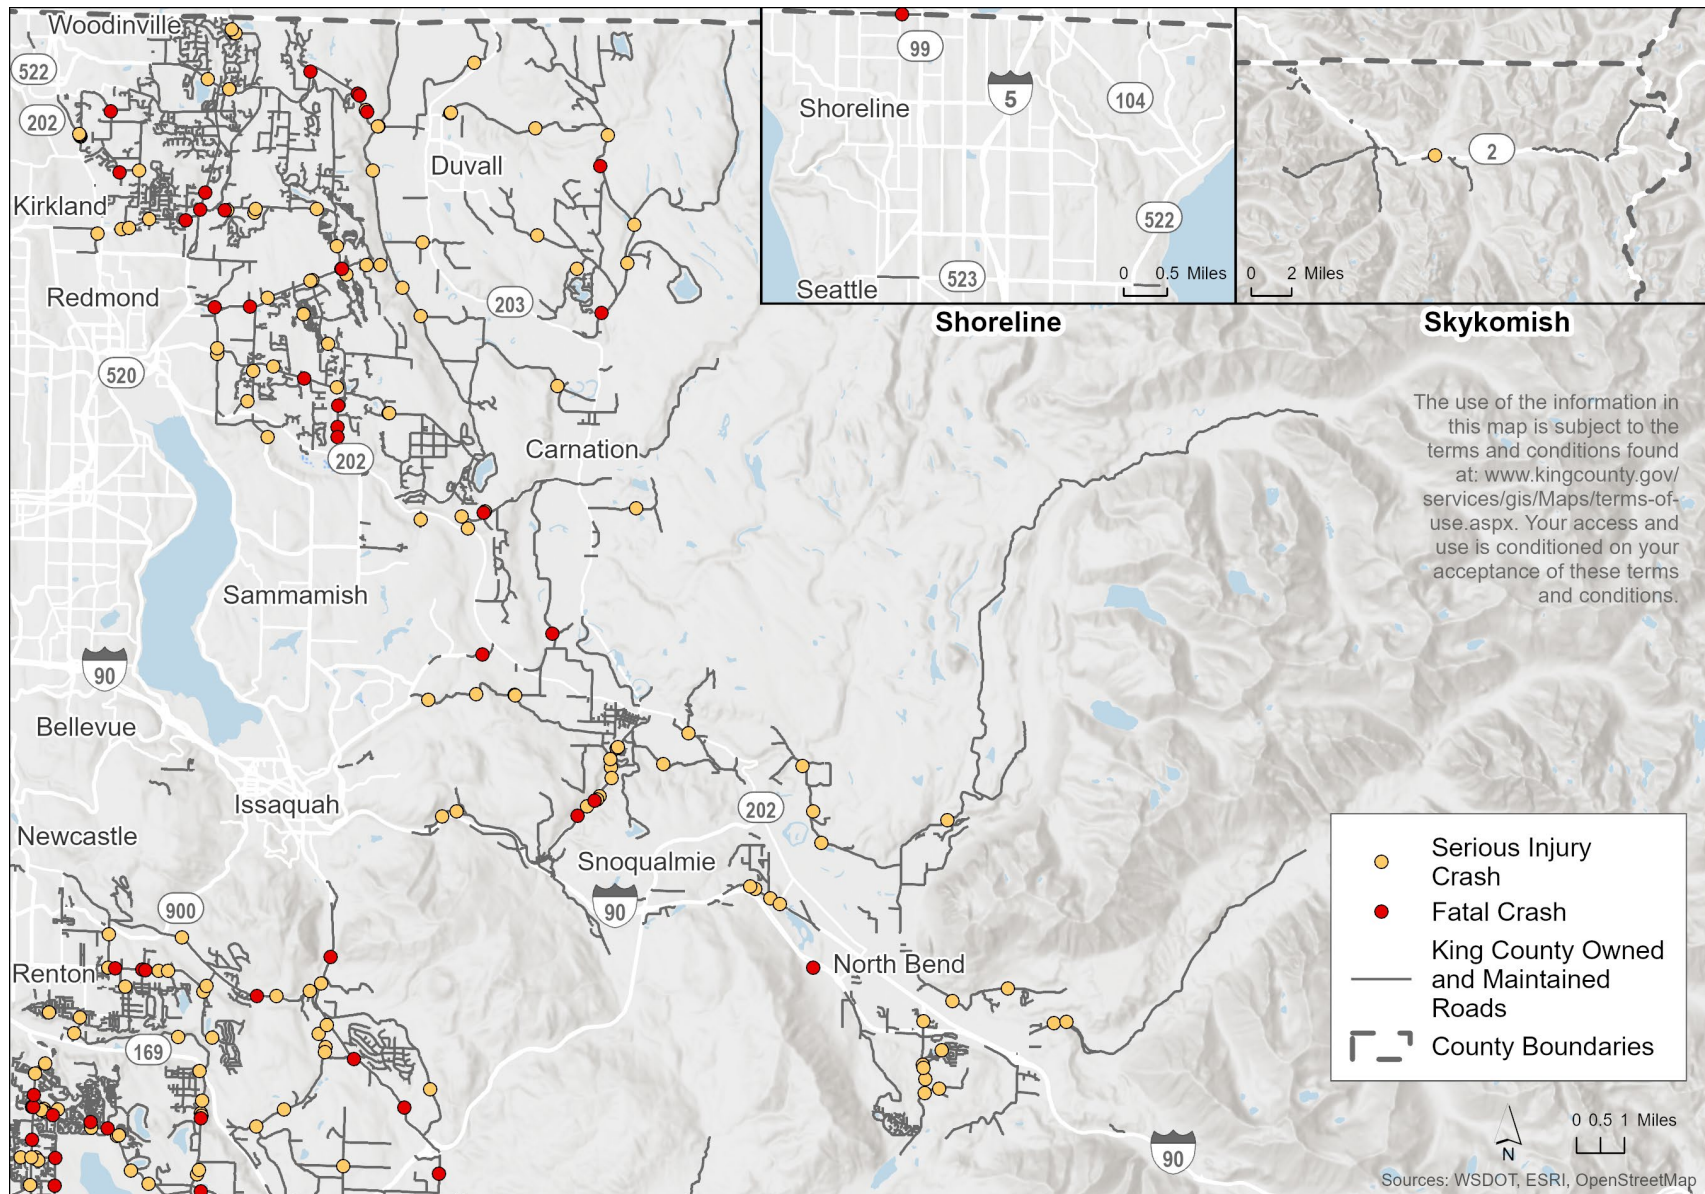 Woodinville
522
202
Kirkland
Duvall
Redmond
203
520
Carnation
202
Sammamish
90
Bellevue
Issaquah
Newcastle
202
Snoqualmie
900
90
Renton
North Bend
169
90
99
Shoreline
5
104
522
523
Seattle
0 0.5 Miles
Shoreline
2
0 2 Miles
Skykomish
The use of the information in
this map is subject to the
terms and conditions found
at: www.kingcounty.gov/
services/gis/Maps/terms-of-
use.aspx. Your access and
use is conditioned on your
acceptance of these terms
and conditions.
Serious Injury
Crash
Fatal Crash
King County Owned
and Maintained
Roads
County Boundaries
N
0 0.5 1 Miles
Sources: WSDOT, ESRI, OpenStreetMap